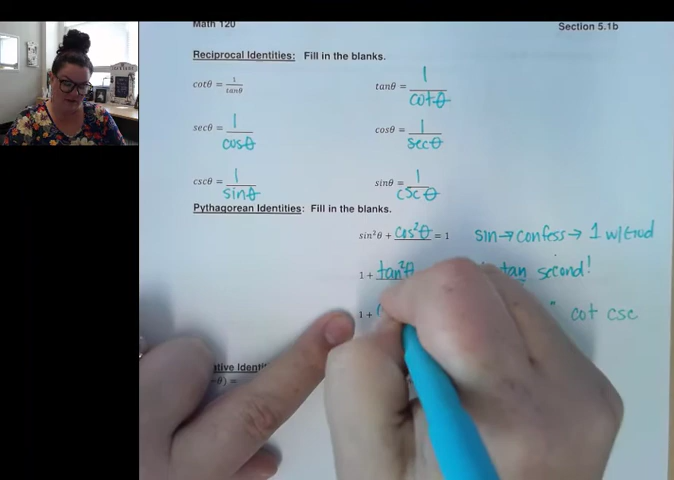 Math 120 Section 5.1b
Reciprocal Identities: Fill in the blanks.
cotθ = 1/tanθ tanθ = 1/cotθ
secθ = 1/cosθ cosθ = 1/secθ
cscθ = 1/sinθ sinθ = 1/cscθ
Pythagorean Identities: Fill in the blanks.
sin²θ + cos²θ = 1 sin → confess → 1 w/God
1 + tan²θ tan second!
1 + " cot csc